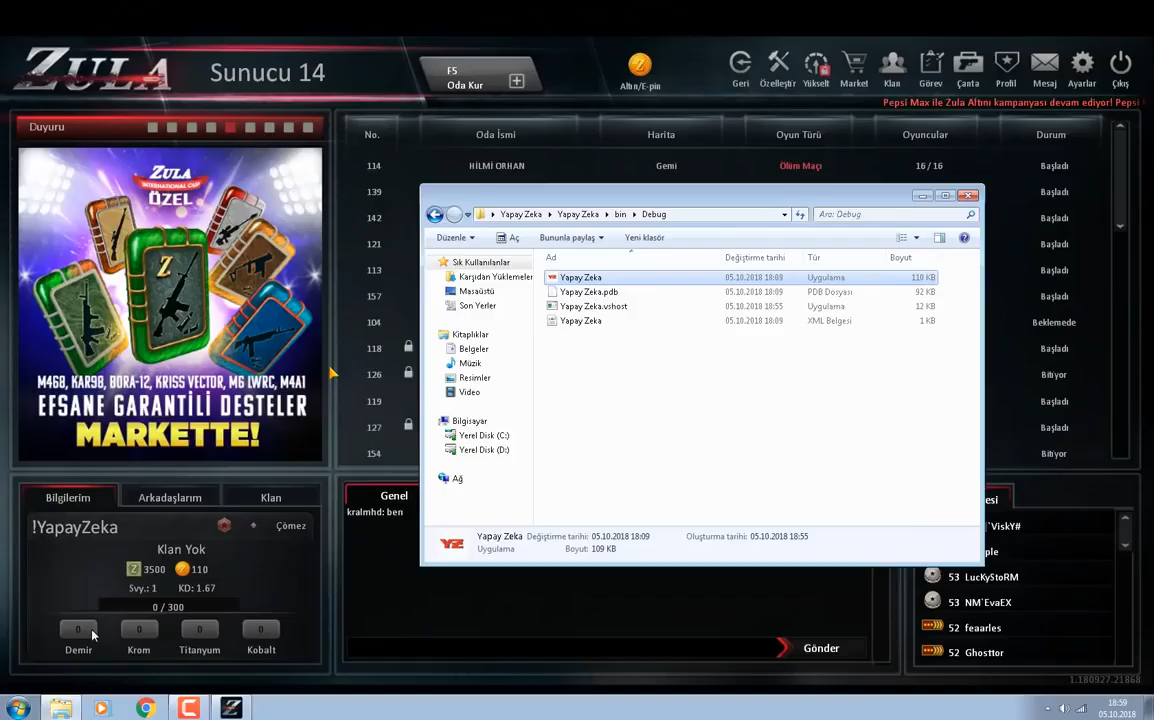 ZULA
Sunucu 14
F5
Oda Kur
Altın/E-pin
Geri
Özelleştir
Yükselt
Market
Klan
Görev
Çanta
Profil
Mesaj
Ayarlar
Çıkış
Pepsi Max ile Zula Altını kampanyası devam ediyor! Pepsi
Duyuru
ZULA
INTERNATIONAL CUP
ÖZEL
Z
M468, KAR98, BORA-12, KRISS VECTOR, M6 LWRC, M4A1
EFSANE GARANTİLİ DESTELER
MARKETTE!
No. Oda İsmi Harita Oyun Türü Oyuncular Durum
114 HİLMİ ORHAN Gemi Ölüm Maçı 16 / 16 Başladı
139 Başladı
142 Başladı
121 Başladı
113 Başladı
157 Başladı
104 Beklemede
118 Başladı
126 Bitiyor
119 Başladı
127 Başladı
154 Bitiyor
Yapay Zeka
Yapay Zeka
bin
Debug
Ara: Debug
Düzenle
Aç
Bununla paylaş
Yeni klasör
Sık Kullanılanlar
Karşıdan Yüklemeler
Masaüstü
Son Yerler
Kitaplıklar
Belgeler
Müzik
Resimler
Video
Bilgisayar
Yerel Disk (C:)
Yerel Disk (D:)
Ağ
Ad Değiştirme tarihi Tür Boyut
Yapay Zeka 05.10.2018 18:09 Uygulama 110 KB
Yapay Zeka.pdb 05.10.2018 18:09 PDB Dosyası 92 KB
Yapay Zeka.vshost 05.10.2018 18:55 Uygulama 12 KB
Yapay Zeka 05.10.2018 18:09 XML Belgesi 1 KB
YZ
Yapay Zeka Değiştirme tarihi: 05.10.2018 18:09 Oluşturma tarihi: 05.10.2018 18:55
Uygulama Boyut: 109 KB
Bilgilerim
Arkadaşlarım
Klan
!YapayZeka
Çömez
Klan Yok
Z 3500 110
Svy.: 1 KD: 1.67
0 / 300
0 0 0 0
Demir Krom Titanyum Kobalt
Genel
kralmhd: ben
Gönder
esi
`ViskY#
ple
53 LucKyStoRM
53 NM`EvaEX
52 feaarles
52 Ghosttor
1.180927.21868
18:59
05.10.2018